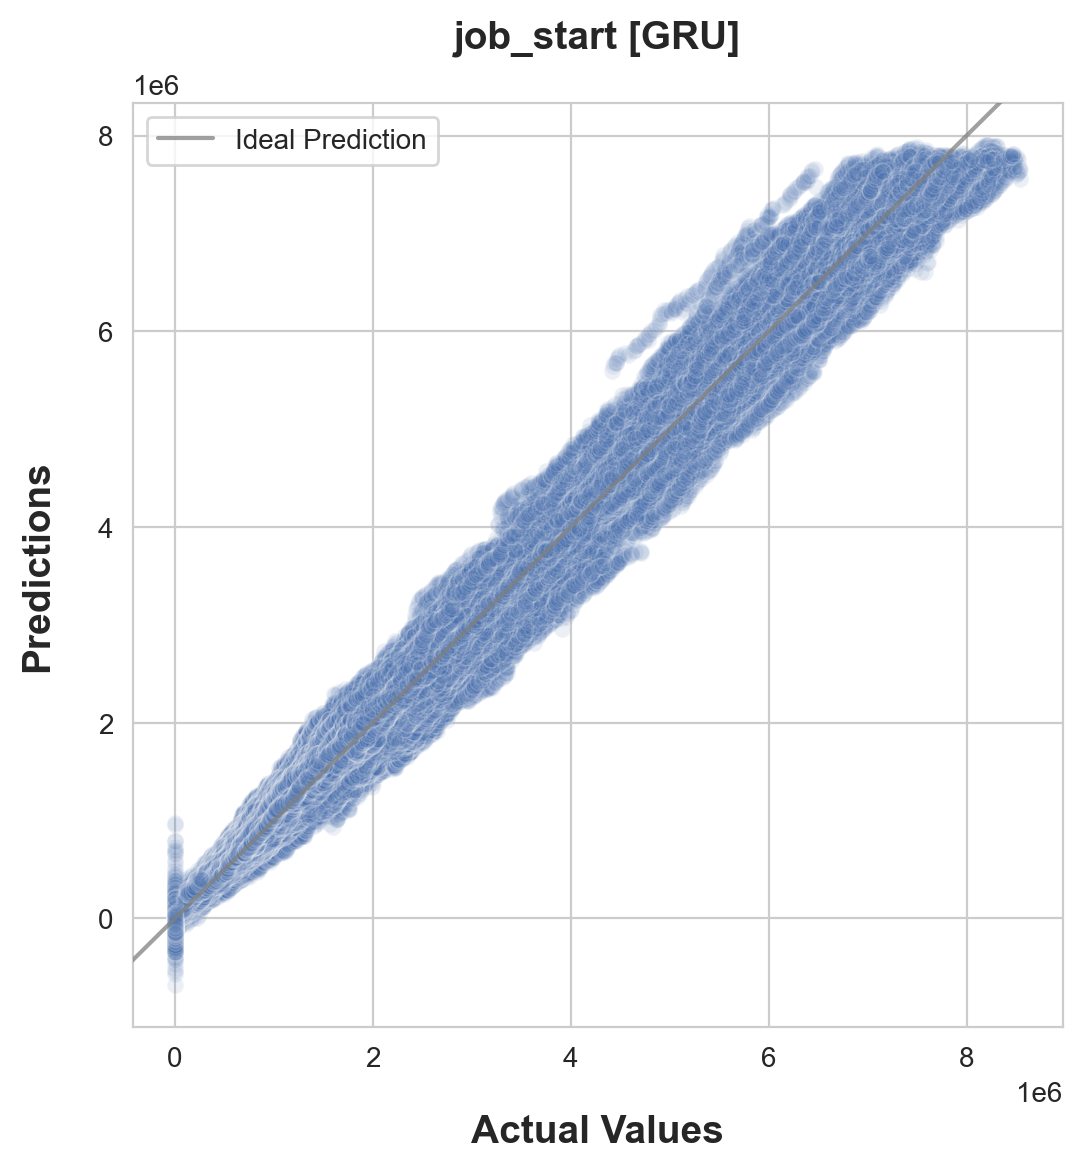 job_start [GRU]
1e6
Ideal Prediction
8
6
4
2
0
Predictions
0 2 4 6 8
1e6
Actual Values